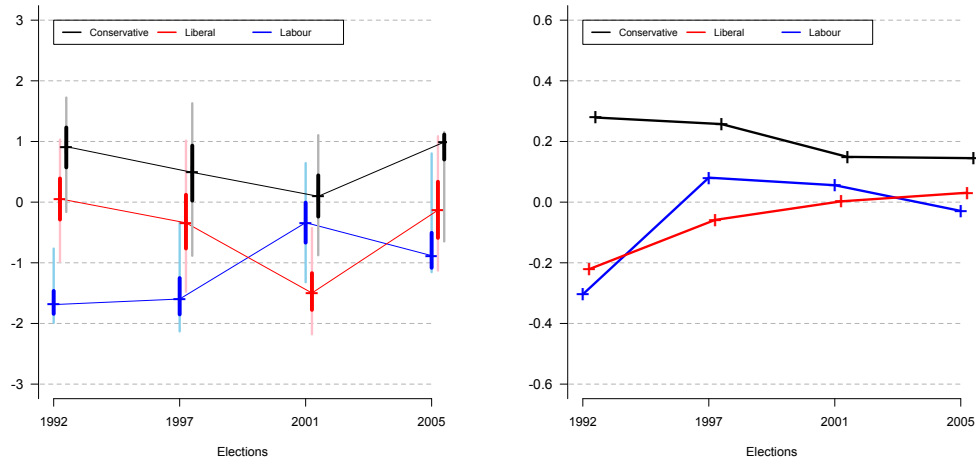 3
2
1
0
-1
-2
-3
Conservative Liberal Labour
1992 1997 2001 2005
Elections
0.6
0.4
0.2
0.0
-0.2
-0.4
-0.6
Conservative Liberal Labour
1992 1997 2001 2005
Elections